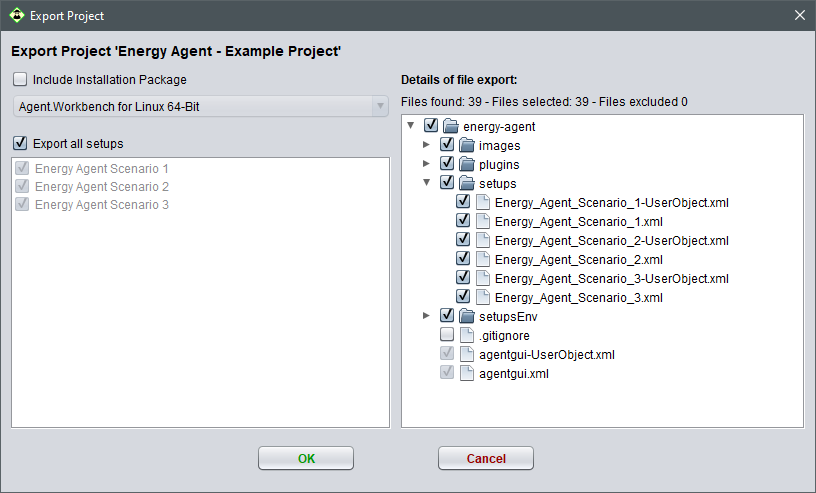 Export Project
Export Project 'Energy Agent - Example Project'
Include Installation Package
Agent.Workbench for Linux 64-Bit
Export all setups
Energy Agent Scenario 1
Energy Agent Scenario 2
Energy Agent Scenario 3
Details of file export:
Files found: 39 - Files selected: 39 - Files excluded 0
energy-agent
images
plugins
setups
Energy_Agent_Scenario_1-UserObject.xml
Energy_Agent_Scenario_1.xml
Energy_Agent_Scenario_2-UserObject.xml
Energy_Agent_Scenario_2.xml
Energy_Agent_Scenario_3-UserObject.xml
Energy_Agent_Scenario_3.xml
setupsEnv
.gitignore
agentgui-UserObject.xml
agentgui.xml
OK
Cancel